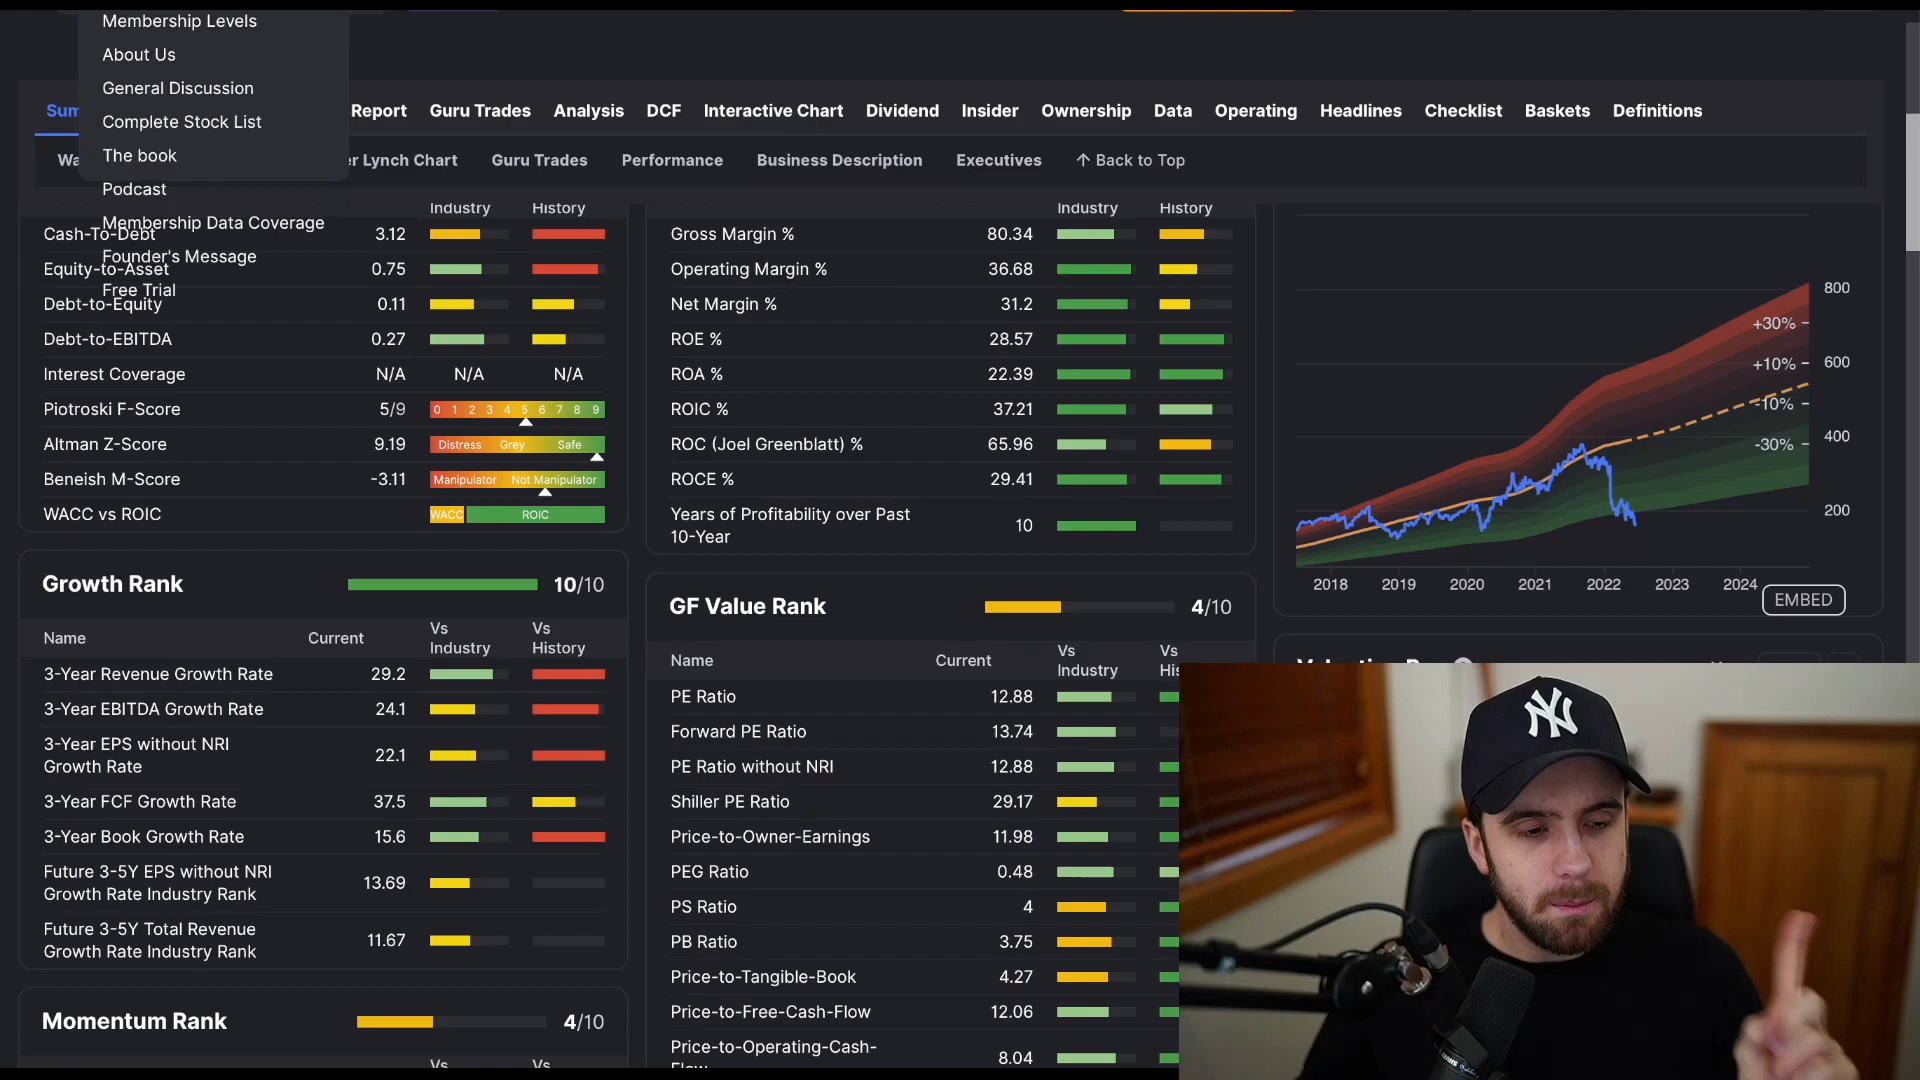 Membership Levels
About Us
General Discussion
Complete Stock List
The book
Podcast
Membership Data Coverage
Founder's Message
Free Trial
Sum Report Guru Trades Analysis DCF Interactive Chart Dividend Insider Ownership Data Operating Headlines Checklist Baskets Definitions
Wa er Lynch Chart Guru Trades Performance Business Description Executives ↑ Back to Top
Industry History
Cash-To-Debt 3.12
Equity-to-Asset 0.75
Debt-to-Equity 0.11
Debt-to-EBITDA 0.27
Interest Coverage N/A N/A N/A
Piotroski F-Score 5/9 0 1 2 3 4 5 6 7 8 9
Altman Z-Score 9.19 Distress Grey Safe
Beneish M-Score -3.11 Manipulator Not Manipulator
WACC vs ROIC WACC ROIC
Growth Rank 10/10
Name Current Vs Industry Vs History
3-Year Revenue Growth Rate 29.2
3-Year EBITDA Growth Rate 24.1
3-Year EPS without NRI
Growth Rate 22.1
3-Year FCF Growth Rate 37.5
3-Year Book Growth Rate 15.6
Future 3-5Y EPS without NRI
Growth Rate Industry Rank 13.69
Future 3-5Y Total Revenue
Growth Rate Industry Rank 11.67
Momentum Rank 4/10
Vs Vs
Industry History
Gross Margin % 80.34
Operating Margin % 36.68
Net Margin % 31.2
ROE % 28.57
ROA % 22.39
ROIC % 37.21
ROC (Joel Greenblatt) % 65.96
ROCE % 29.41
Years of Profitability over Past
10-Year 10
GF Value Rank 4/10
Name Current Vs Industry Vs His
PE Ratio 12.88
Forward PE Ratio 13.74
PE Ratio without NRI 12.88
Shiller PE Ratio 29.17
Price-to-Owner-Earnings 11.98
PEG Ratio 0.48
PS Ratio 4
PB Ratio 3.75
Price-to-Tangible-Book 4.27
Price-to-Free-Cash-Flow 12.06
Price-to-Operating-Cash- 8.04
800
+30%
600
+10%
-10%
400
-30%
200
2018 2019 2020 2021 2022 2023 2024
EMBED
NY